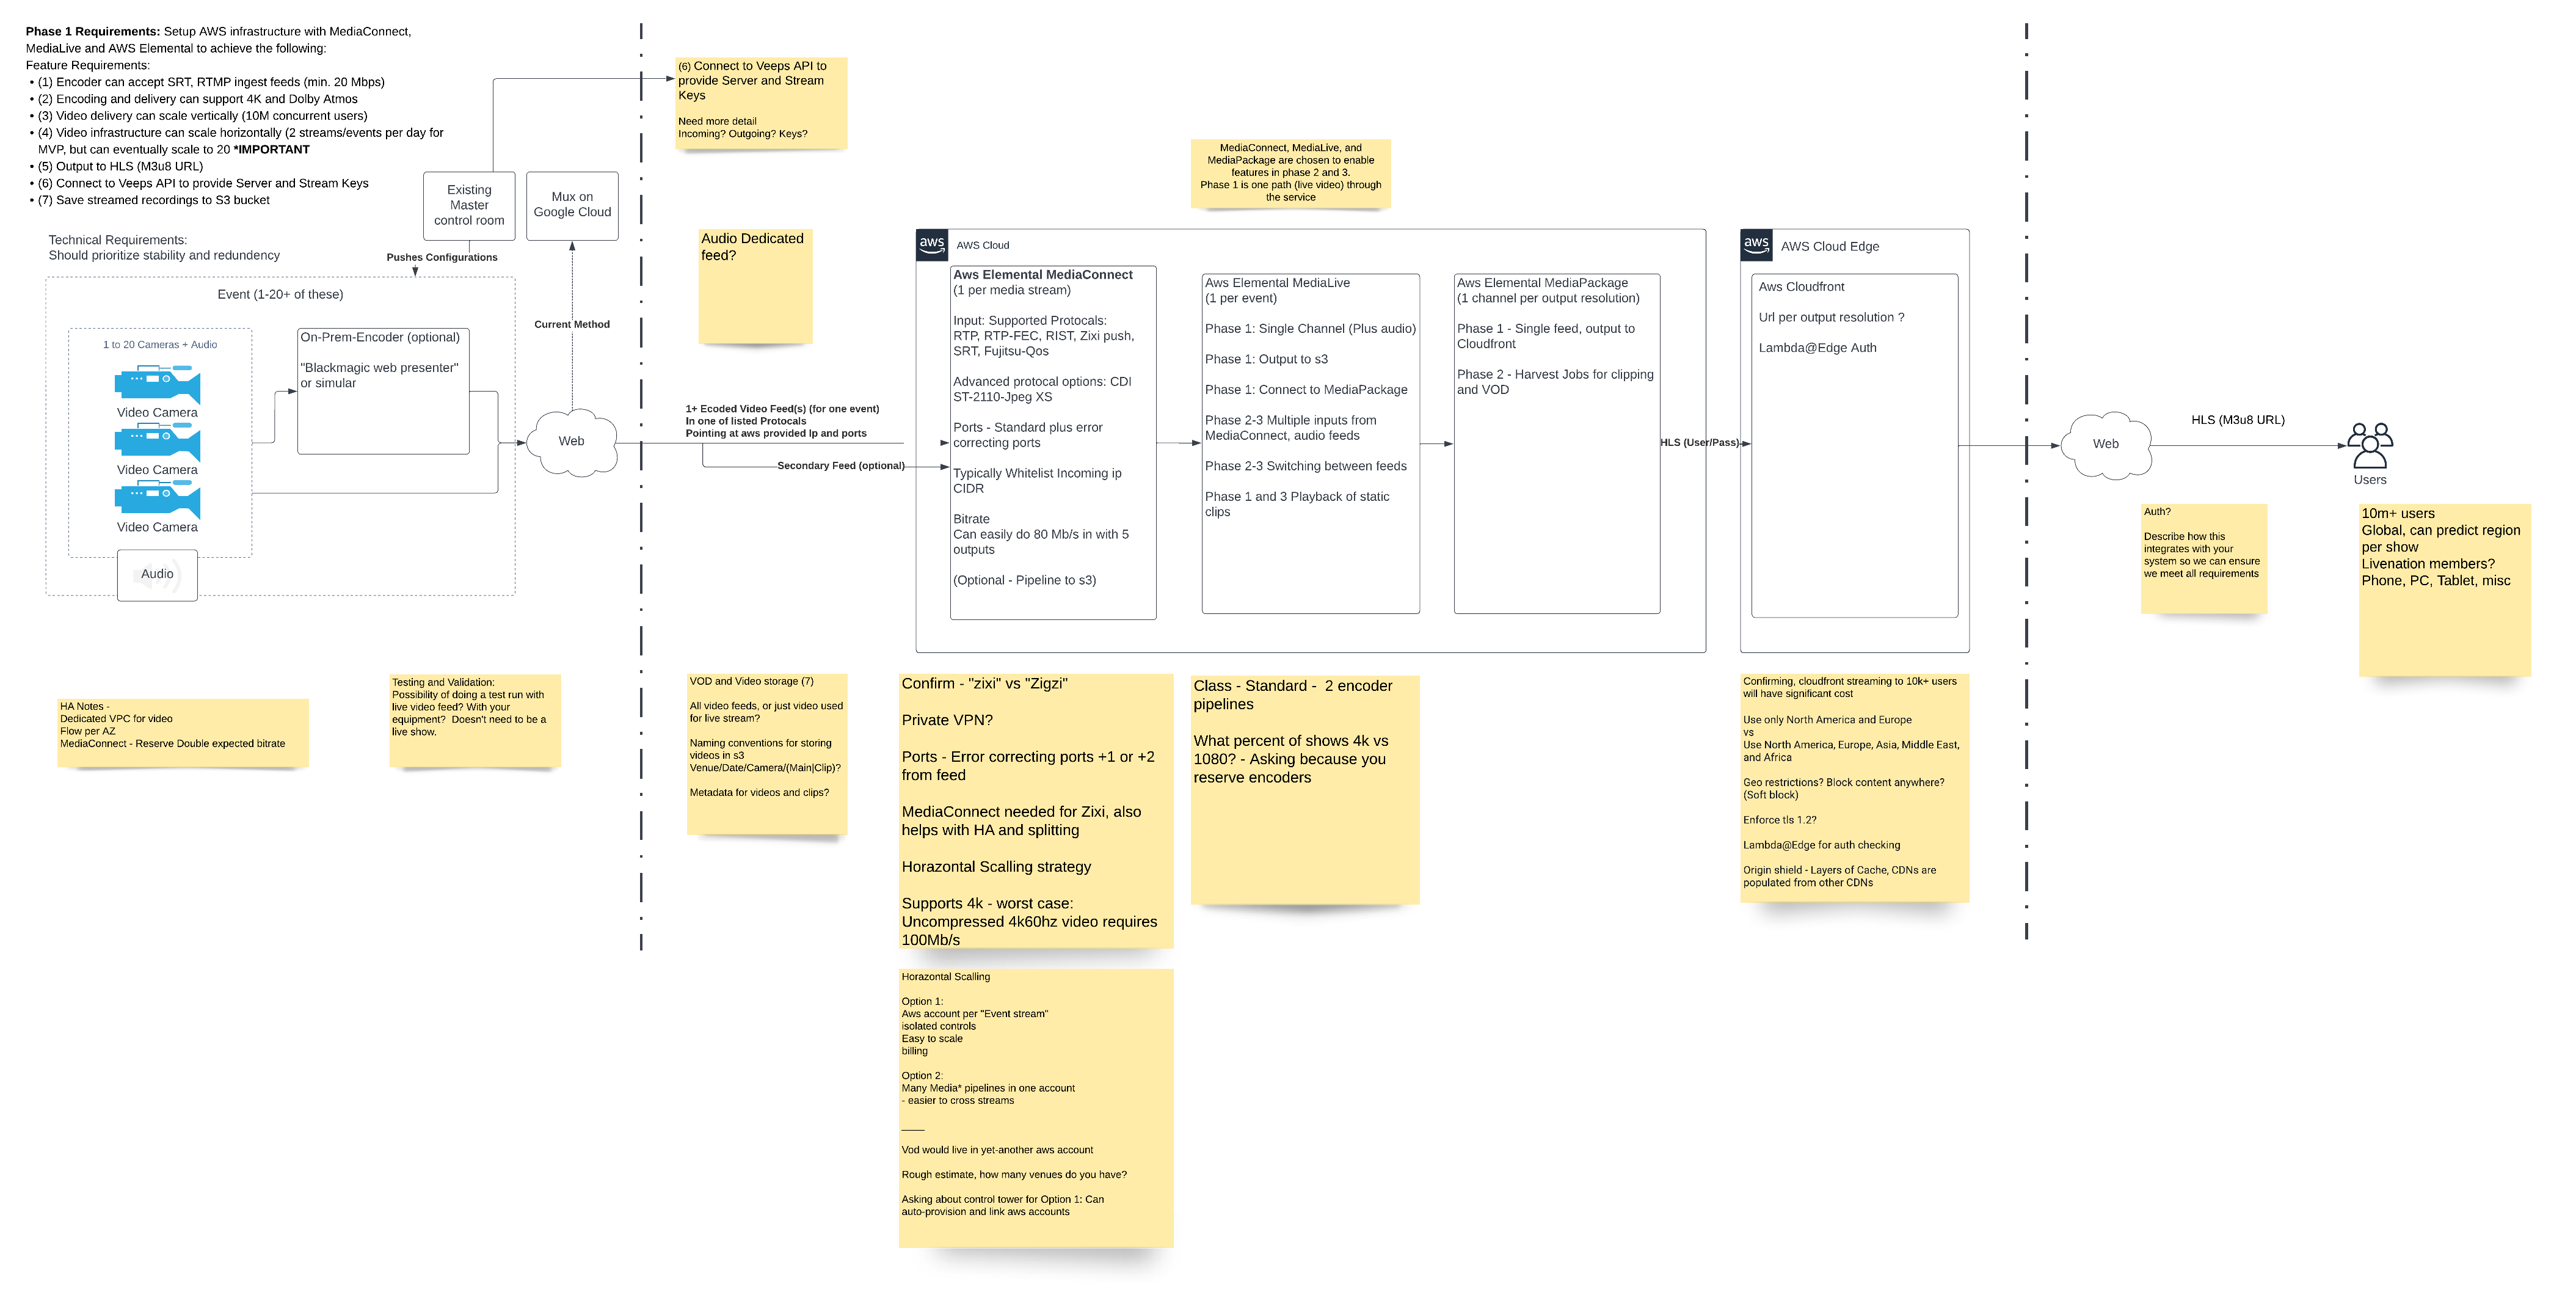 Phase 1 Requirements: Setup AWS infrastructure with MediaConnect,
MediaLive and AWS Elemental to achieve the following:
Feature Requirements:
• (1) Encoder can accept SRT, RTMP ingest feeds (min. 20 Mbps)
• (2) Encoding and delivery can support 4K and Dolby Atmos
• (3) Video delivery can scale vertically (10M concurrent users)
• (4) Video infrastructure can scale horizontally (2 streams/events per day for
MVP, but can eventually scale to 20 *IMPORTANT
• (5) Output to HLS (M3u8 URL)
• (6) Connect to Veeps API to provide Server and Stream Keys
• (7) Save streamed recordings to S3 bucket
Technical Requirements:
Should prioritize stability and redundancy
Existing
Master
control room
Mux on
Google Cloud
Pushes Configurations
Current Method
Event (1-20+ of these)
1 to 20 Cameras + Audio
Video Camera
Video Camera
Video Camera
Audio
On-Prem-Encoder (optional)
"Blackmagic web presenter"
or simular
Web
(6) Connect to Veeps API to
provide Server and Stream
Keys
Need more detail
Incoming? Outgoing? Keys?
Audio Dedicated
feed?
1+ Ecoded Video Feed(s) (for one event)
In one of listed Protocals
Pointing at aws provided Ip and ports
Secondary Feed (optional)
MediaConnect, MediaLive, and
MediaPackage are chosen to enable
features in phase 2 and 3.
Phase 1 is one path (live video) through
the service
aws
AWS Cloud
Aws Elemental MediaConnect
(1 per media stream)
Input: Supported Protocals:
RTP, RTP-FEC, RIST, Zixi push,
SRT, Fujitsu-Qos
Advanced protocal options: CDI
ST-2110-Jpeg XS
Ports - Standard plus error
correcting ports
Typically Whitelist Incoming ip
CIDR
Bitrate
Can easily do 80 Mb/s in with 5
outputs
(Optional - Pipeline to s3)
Aws Elemental MediaLive
(1 per event)
Phase 1: Single Channel (Plus audio)
Phase 1: Output to s3
Phase 1: Connect to MediaPackage
Phase 2-3 Multiple inputs from
MediaConnect, audio feeds
Phase 2-3 Switching between feeds
Phase 1 and 3 Playback of static
clips
Aws Elemental MediaPackage
(1 channel per output resolution)
Phase 1 - Single feed, output to
Cloudfront
Phase 2 - Harvest Jobs for clipping
and VOD
HLS (User/Pass)
aws
AWS Cloud Edge
Aws Cloudfront
Url per output resolution ?
Lambda@Edge Auth
Web
HLS (M3u8 URL)
Users
Auth?
Describe how this
integrates with your
system so we can ensure
we meet all requirements
10m+ users
Global, can predict region
per show
Livenation members?
Phone, PC, Tablet, misc
HA Notes -
Dedicated VPC for video
Flow per AZ
MediaConnect - Reserve Double expected bitrate
Testing and Validation:
Possibility of doing a test run with
live video feed? With your
equipment?  Doesn't need to be a
live show.
VOD and Video storage (7)
All video feeds, or just video used
for live stream?
Naming conventions for storing
videos in s3
Venue/Date/Camera/(Main|Clip)?
Metadata for videos and clips?
Confirm - "zixi" vs "Zigzi"
Private VPN?
Ports - Error correcting ports +1 or +2
from feed
MediaConnect needed for Zixi, also
helps with HA and splitting
Horazontal Scalling strategy
Supports 4k - worst case:
Uncompressed 4k60hz video requires
100Mb/s
Class - Standard -  2 encoder
pipelines
What percent of shows 4k vs
1080? - Asking because you
reserve encoders
Confirming, cloudfront streaming to 10k+ users
will have significant cost
Use only North America and Europe
vs
Use North America, Europe, Asia, Middle East,
and Africa
Geo restrictions? Block content anywhere?
(Soft block)
Enforce tls 1.2?
Lambda@Edge for auth checking
Origin shield - Layers of Cache, CDNs are
populated from other CDNs
Horazontal Scalling
Option 1:
Aws account per "Event stream"
isolated controls
Easy to scale
billing
Option 2:
Many Media* pipelines in one account
- easier to cross streams
____
Vod would live in yet-another aws account
Rough estimate, how many venues do you have?
Asking about control tower for Option 1: Can
auto-provision and link aws accounts